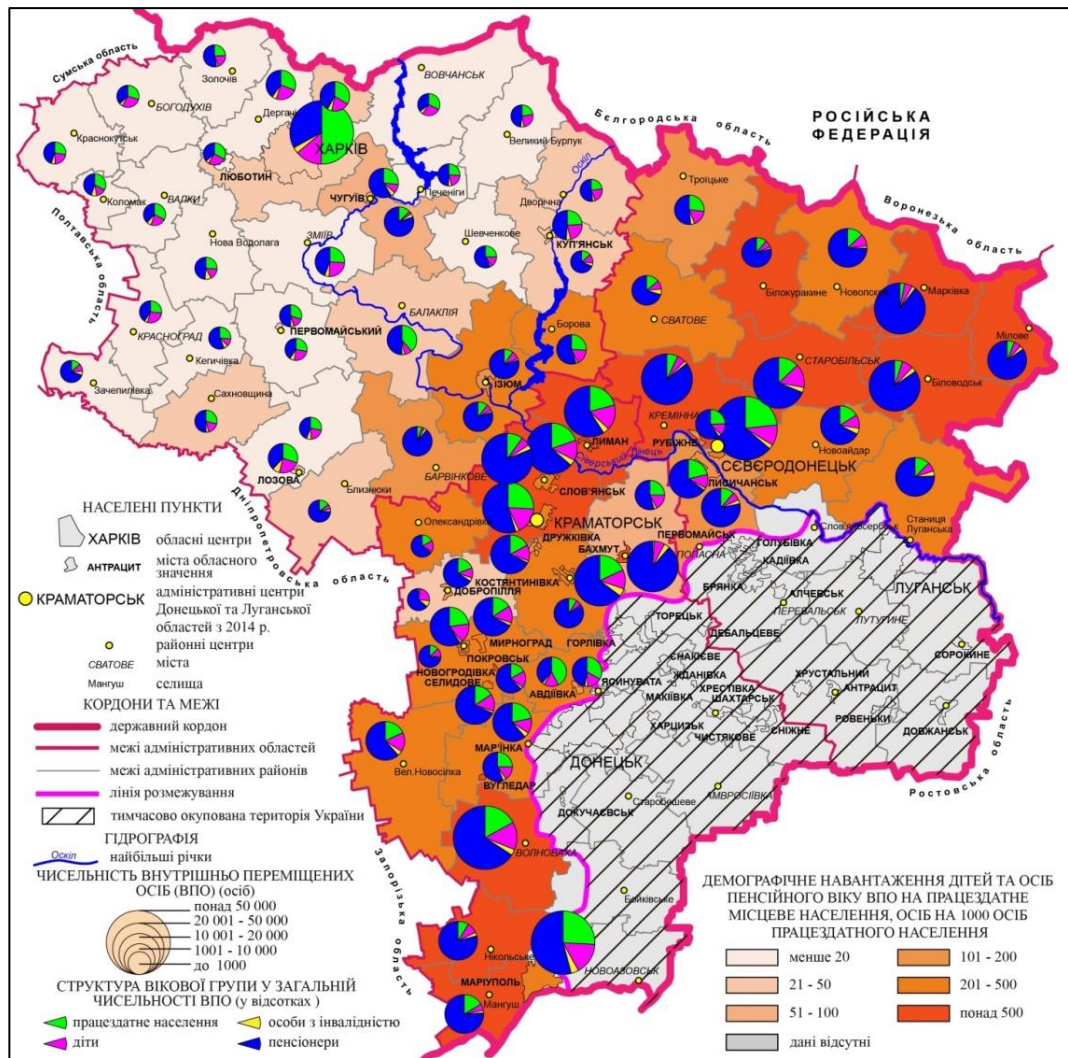 Сумська область
Золочів
БОГОДУХІВ
Дергачі
Краснокутськ
ХАРКІВ
ВОВЧАНСЬК
Великий Бурлук
Бєлгородська область
РОСІЙСЬКА
ФЕДЕРАЦІЯ
Оскіл
ЛЮБОТИН
Коломак
ВАЛКИ
ЧУГУЇВ
Печеніги
Дворічна
Троїцьке
Воронезька область
Полтавська область
Нова Водолага
ЗМІЇВ
Шевченкове
КУП'ЯНСЬК
Білокуракине
Новопсков
Марківка
БАЛАКЛІЯ
СВАТОВЕ
Мілове
КРАСНОГРАД
ПЕРВОМАЙСЬКИЙ
Борова
Кегичівка
СТАРОБІЛЬСЬК
Зачепилівка
Сахновщина
ІЗЮМ
Біловодськ
КРЕМІННА
ЛИМАН
РУБІЖНЕ
Сіверський Дінець
Новоайдар
СЄВЄРОДОНЕЦЬК
ЛОЗОВА
Близнюки
БАРВІНКОВЕ
СЛОВ'ЯНСЬК
ЛИСИЧАНСЬК
Дніпропетровська область
Олександрівка
КРАМАТОРСЬК
ДРУЖКІВКА
ПЕРВОМАЙСЬК
Слов'яносербськ
Станиця
Луганська
БАХМУТ
ПОПАСНА
ГОЛУБІВКА
КАДІЇВКА
КОСТЯНТИНІВКА
ДОБРОПІЛЛЯ
БРЯНКА
АЛЧЕВСЬК
ЛУГАНСЬК
ПЕРЕВАЛЬСЬК
ЛУТУГИНЕ
ТОРЕЦЬК
ДЕБАЛЬЦЕВЕ
МИРНОГРАД
ГОРЛІВКА
СОРОКИНЕ
ПОКРОВСЬК
ЄНАКІЄВЕ
НОВОГРОДІВКА
СЕЛИДОВЕ
АВДІЇВКА
ЯСИНУВАТА
ЖДАНІВКА
ХРУСТАЛЬНИЙ
МАКІЇВКА
ХРЕСТІВКА
ШАХТАРСЬК
АНТРАЦИТ
РОВЕНЬКИ
ДОВЖАНСЬК
ХАРЦИЗЬК
ЧИСТЯКОВЕ
СНІЖНЕ
МАР'ЇНКА
Вел.Новосілка
ДОНЕЦЬК
ВУГЛЕДАР
ДОКУЧАЄВСЬК
Старобешеве
АМВРОСІЇВКА
Ростовська область
ВОЛНОВАХА
Запорізька область
Бойківське
Нікольське
НОВОАЗОВСЬК
МАРІУПОЛЬ
Мангуш
НАСЕЛЕНІ ПУНКТИ
ХАРКІВ обласні центри
АНТРАЦИТ міста обласного
значення
КРАМАТОРСЬК адміністративні центри
Донецької та Луганської
областей з 2014 р.
районні центри
СВАТОВЕ міста
Мангуш селища
КОРДОНИ ТА МЕЖІ
державний кордон
межі адміністративних областей
межі адміністративних районів
лінія розмежування
тимчасово окупована територія України
ГІДРОГРАФІЯ
Оскіл найбільші річки
ЧИСЕЛЬНІСТЬ ВНУТРІШНЬО ПЕРЕМІЩЕНИХ
ОСІБ (ВПО) (осіб)
понад 50 000
20 001 - 50 000
10 001 - 20 000
1001 - 10 000
до 1000
СТРУКТУРА ВІКОВОЇ ГРУПИ У ЗАГАЛЬНІЙ
ЧИСЕЛЬНОСТІ ВПО (у відсотках )
працездатне населення
особи з інвалідністю
діти
пенсіонери
ДЕМОГРАФІЧНЕ НАВАНТАЖЕННЯ ДІТЕЙ ТА ОСІБ
ПЕНСІЙНОГО ВІКУ ВПО НА ПРАЦЕЗДАТНЕ
МІСЦЕВЕ НАСЕЛЕННЯ, ОСІБ НА 1000 ОСІБ
ПРАЦЕЗДАТНОГО НАСЕЛЕННЯ
менше 20
101 - 200
21 - 50
201 - 500
51 - 100
понад 500
дані відсутні